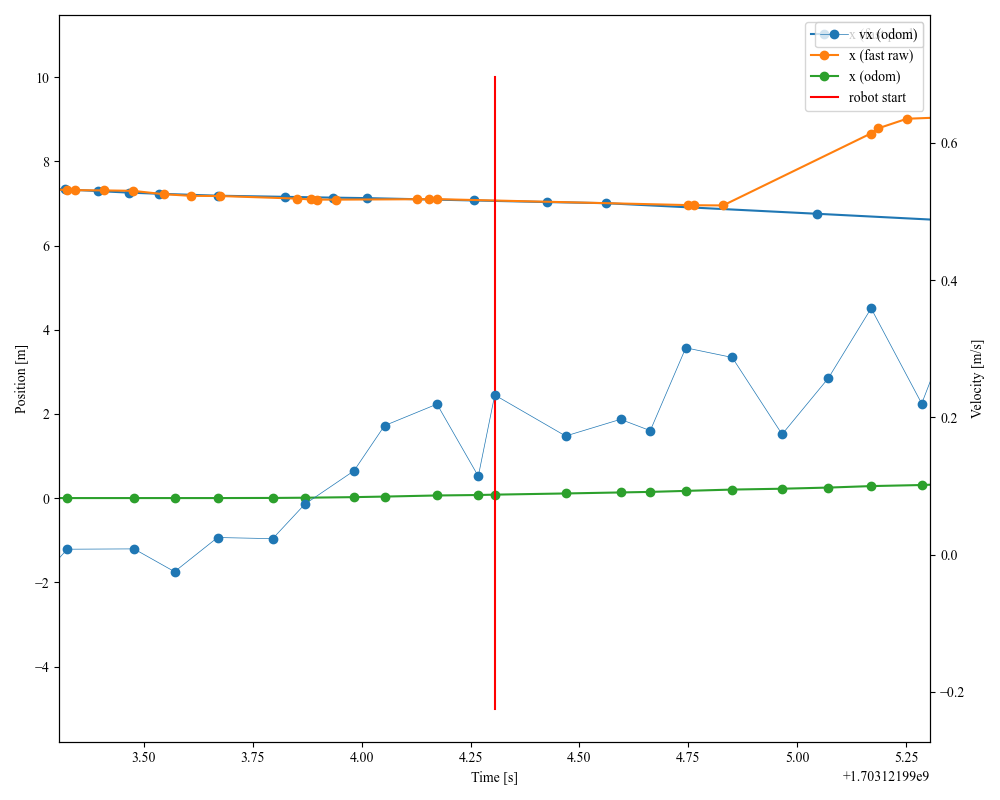 vx (odom)
x (fast raw)
x (odom)
robot start
10
8
6
4
2
0
−2
−4
Position [m]
0.6
0.4
0.2
0.0
−0.2
Velocity [m/s]
3.50 3.75 4.00 4.25 4.50 4.75 5.00 5.25
Time [s]
+1.70312199e9